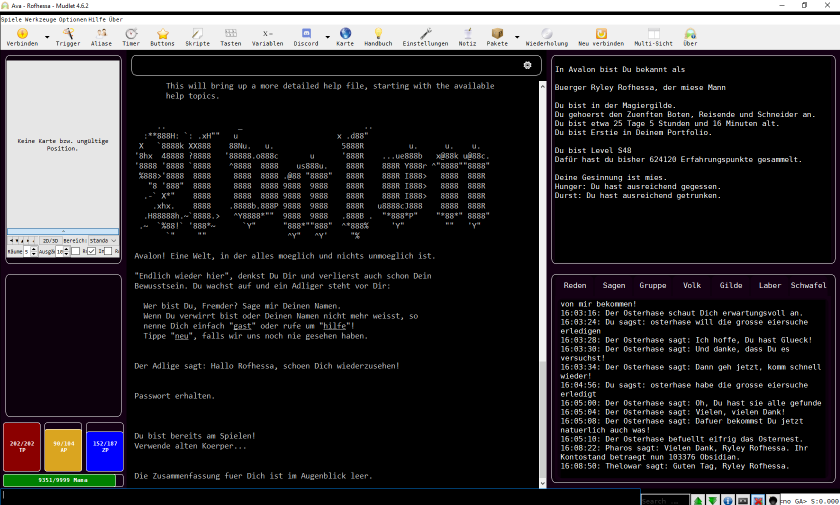 Ava - Rofhessa - Mudlet 4.6.2
Spiele Werkzeuge Optionen Hilfe Über
Verbinden
Trigger
Aliase
Timer
Buttons
Skripte
Tasten
Variablen
Discord
Karte
Handbuch
Einstellungen
Notiz
Pakete
Wiederholung
Neu verbinden
Multi-Sicht
Über
Keine Karte bzw. ungültige
Position.
2D/3D
Bereich:
Standa
Räume
5
Ausgäi
10
202/202
TP
152/187
ZP
9351/9999 Mana
This will bring up a more detailed help file, starting with the available
help topics.
Avalon! Eine Welt, in der alles moeglich und nichts unmoeglich ist.
"Endlich wieder hier", denkst Du Dir und verlierst auch schon Dein
Bewusstsein. Du wachst auf und ein Adliger steht vor Dir:
Wer bist Du, Fremder? Sage mir Deinen Namen.
Wenn Du verwirrt bist oder Deinen Namen nicht mehr weisst, so
nenne Dich einfach "gast" oder rufe um "hilfe"!
Tippe "neu", falls wir uns noch nie gesehen haben.
Der Adlige sagt: Hallo Rofhessa, schoen Dich wiederzusehen!
Passwort erhalten.
Du bist bereits am Spielen!
Verwende alten Koerper...
Die Zusammenfassung fuer Dich ist im Augenblick leer.
In Avalon bist Du bekannt als
Buerger Ryley Rofhessa, der miese Mann
Du bist in der Magiergilde.
Du gehoerst den Zuenften Boten, Reisende und Schneider an.
Du bist etwa 25 Tage 5 Stunden und 16 Minuten alt.
Du bist Erstie in Deinem Portfolio.
Du bist Level S48
Dafür hast du bisher 624120 Erfahrungspunkte gesammelt.
Deine Gesinnung ist mies.
Hunger: Du hast ausreichend gegessen.
Durst: Du hast ausreichend getrunken.
Reden Sagen Gruppe Volk Gilde Laber Schwafel
von mir bekommen!
16:03:16: Der Osterhase schaut Dich erwartungsvoll an.
16:03:24: Du sagst: osterhase will die grosse eiersuche
erledigen
16:03:28: Der Osterhase sagt: Ich hoffe, Du hast Glueck!
16:03:30: Der Osterhase sagt: Und danke, dass Du es
versuchst!
16:03:34: Der Osterhase sagt: Dann geh jetzt, komm schnell
wieder!
16:04:56: Du sagst: osterhase habe die grosse eiersuche
erledigt
16:05:00: Der Osterhase sagt: Oh, Du hast sie alle gefunde
16:05:04: Der Osterhase sagt: Vielen, vielen Dank!
16:05:08: Der Osterhase sagt: Dafuer bekommst Du jetzt
natuerlich auch was!
16:05:10: Der Osterhase befuellt eifrig das Osternest.
16:08:22: Pharos sagt: Vielen Dank, Ryley Rofhessa. Ihr
Kontostand betraegt nun 103376 Obsidian.
16:08:50: Thelowar sagt: Guten Tag, Ryley Rofhessa.
Search ...
no GA> S:0.000